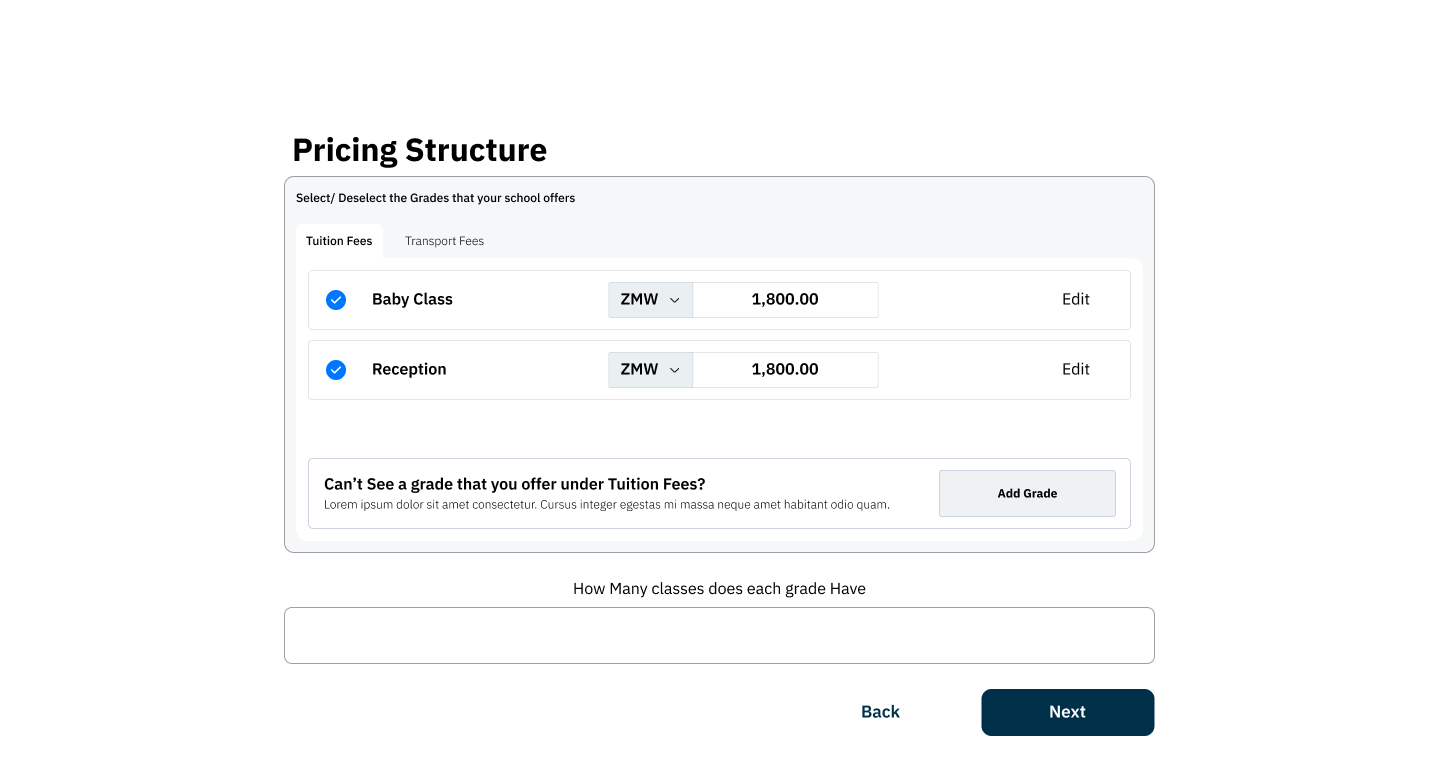 Pricing Structure
Select/ Deselect the Grades that your school offers
Tuition Fees Transport Fees
Baby Class ZMW 1,800.00 Edit
Reception ZMW 1,800.00 Edit
Can’t See a grade that you offer under Tuition Fees?
Lorem ipsum dolor sit amet consectetur. Cursus integer egestas mi massa neque amet habitant odio quam.
Add Grade
How Many classes does each grade Have
Back Next